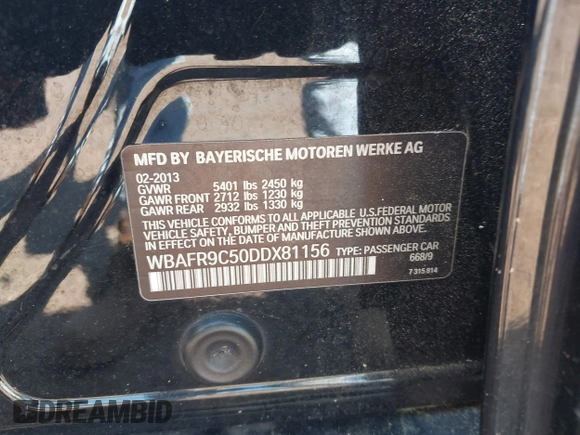 MFD BY BAYERISCHE MOTOREN WERKE AG
02-2013
GVWR 5401 lbs 2450 kg
GAWR FRONT 2712 lbs 1230 kg
GAWR REAR 2932 lbs 1330 kg
THIS VEHICLE CONFORMS TO ALL APPLICABLE U.S.FEDERAL MOTOR
VEHICLE SAFETY, BUMPER AND THEFT PREVENTION STANDARDS
IN EFFECT ON THE DATE OF MANUFACTURE SHOWN ABOVE.
WBAFR9C50DDX81156 TYPE: PASSENGER CAR
668/9
7 315 814
DREAMBID